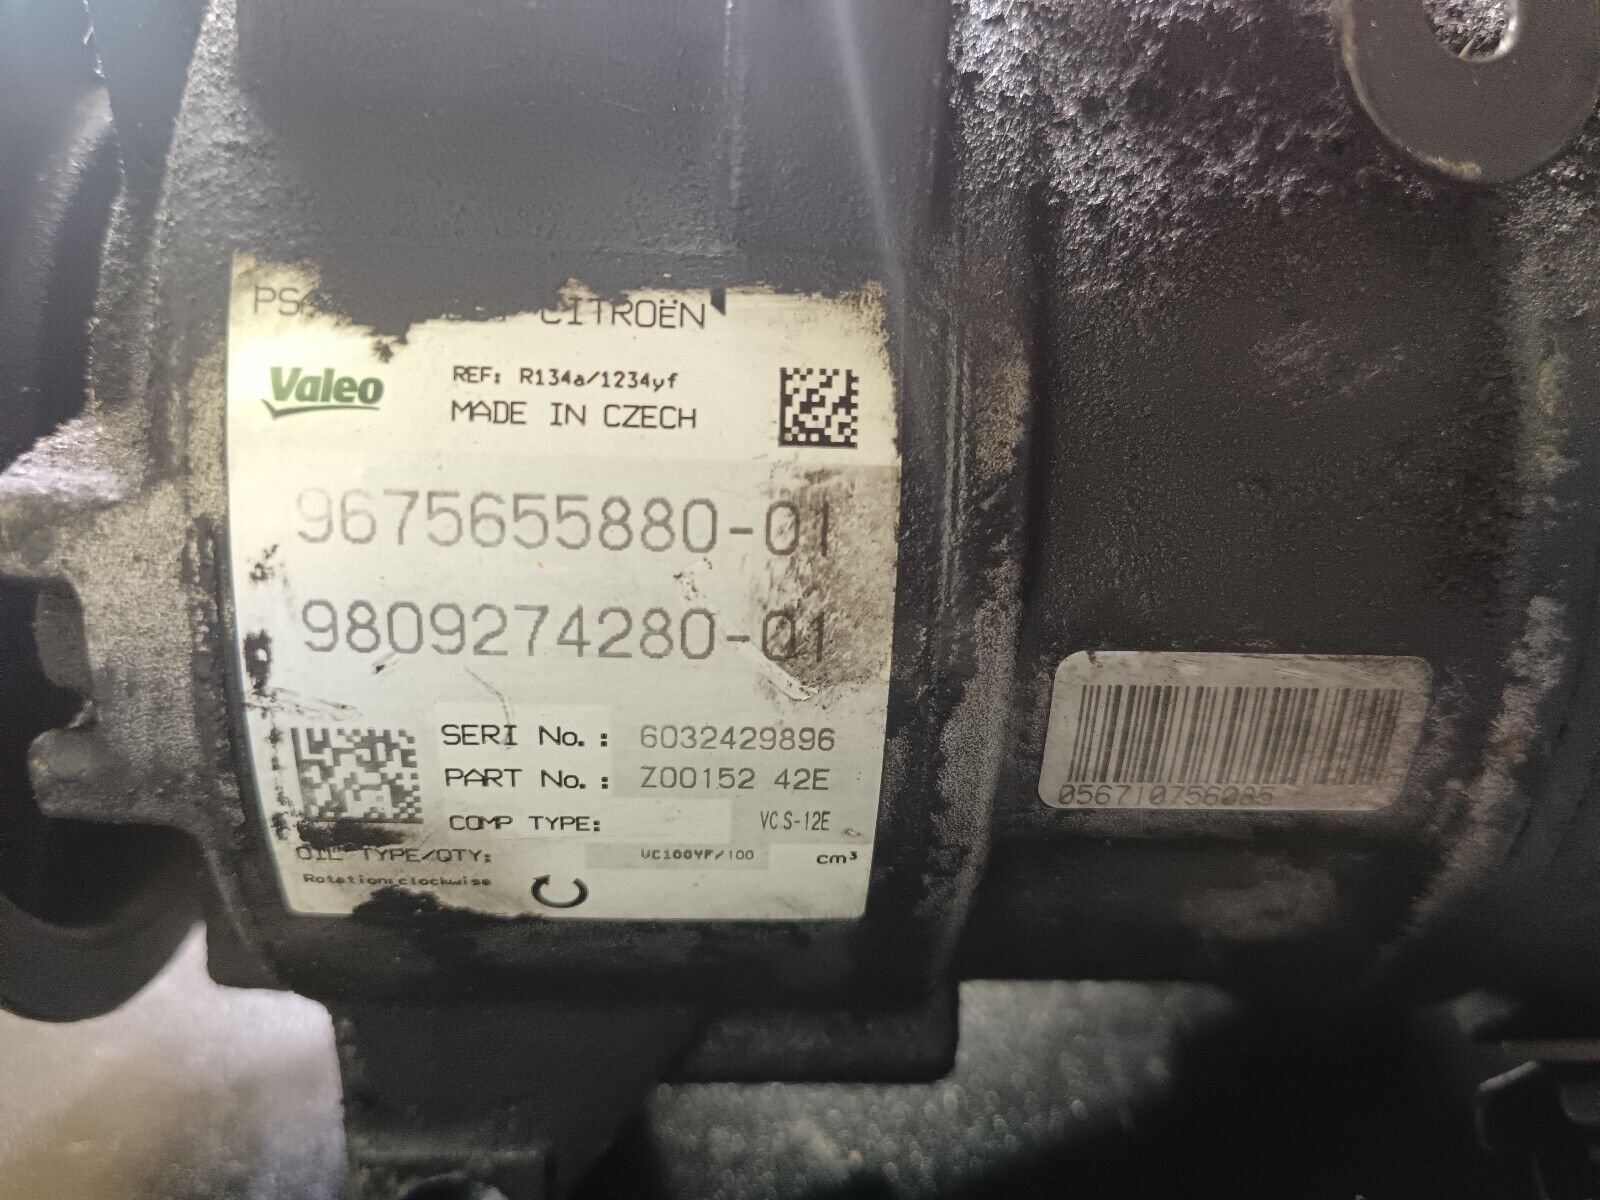 CITROËN
Valeo
REF: R134a/1234yf
MADE IN CZECH
9675655880-01
9809274280-01
SERI No. : 6032429896
PART No. : Z00152 42E
COMP TYPE: VC S-12E
OIL TYPE/QTY: VC100YF/100 cm³
Rotation:clockwise
056710756085